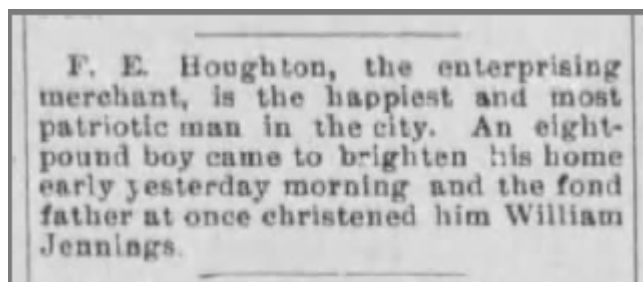 F. E. Houghton, the enterprising
merchant, is the happiest and most
patriotic man in the city. An eight-
pound boy came to brighten his home
early yesterday morning and the fond
father at once christened him William
Jennings.